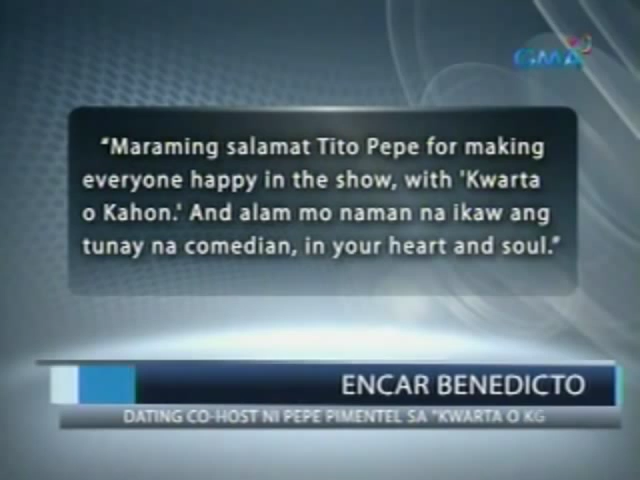 GMA
“Maraming salamat Tito Pepe for making
everyone happy in the show, with 'Kwarta
o Kahon.' And alam mo naman na ikaw ang
tunay na comedian, in your heart and soul.”
ENCAR BENEDICTO
DATING CO-HOST NI PEPE PIMENTEL SA "KWARTA O